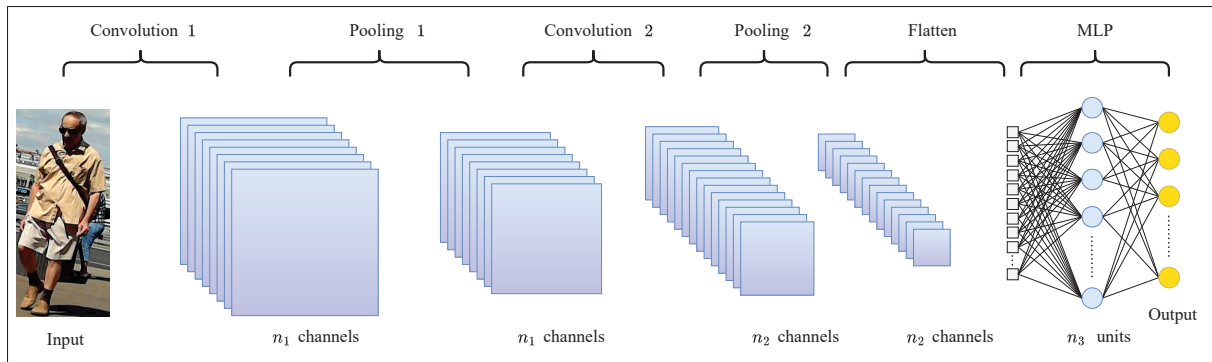 Convolution 1 Pooling 1 Convolution 2 Pooling 2 Flatten MLP
Output
Input n₁ channels n₁ channels n₂ channels n₂ channels n₃ units